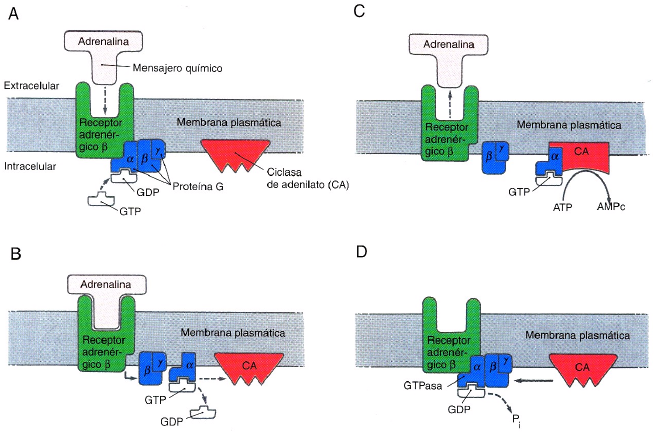 A
Adrenalina
Mensajero químico
Extracelular
Receptor
adrenér-
gico β
Membrana plasmática
α
β
γ
Intracelular
GDP
Proteína G
Ciclasa
de adenilato (CA)
GTP
B
Adrenalina
Membrana plasmática
Receptor
adrenér-
gico β
β
γ
α
CA
GTP
GDP
C
Adrenalina
Membrana plasmática
Receptor
adrenér-
gico β
β
γ
α
CA
GTP
ATP
AMPc
D
Membrana plasmática
Receptor
adrenér-
gico β
α
β
γ
CA
GTPasa
GDP
Pi